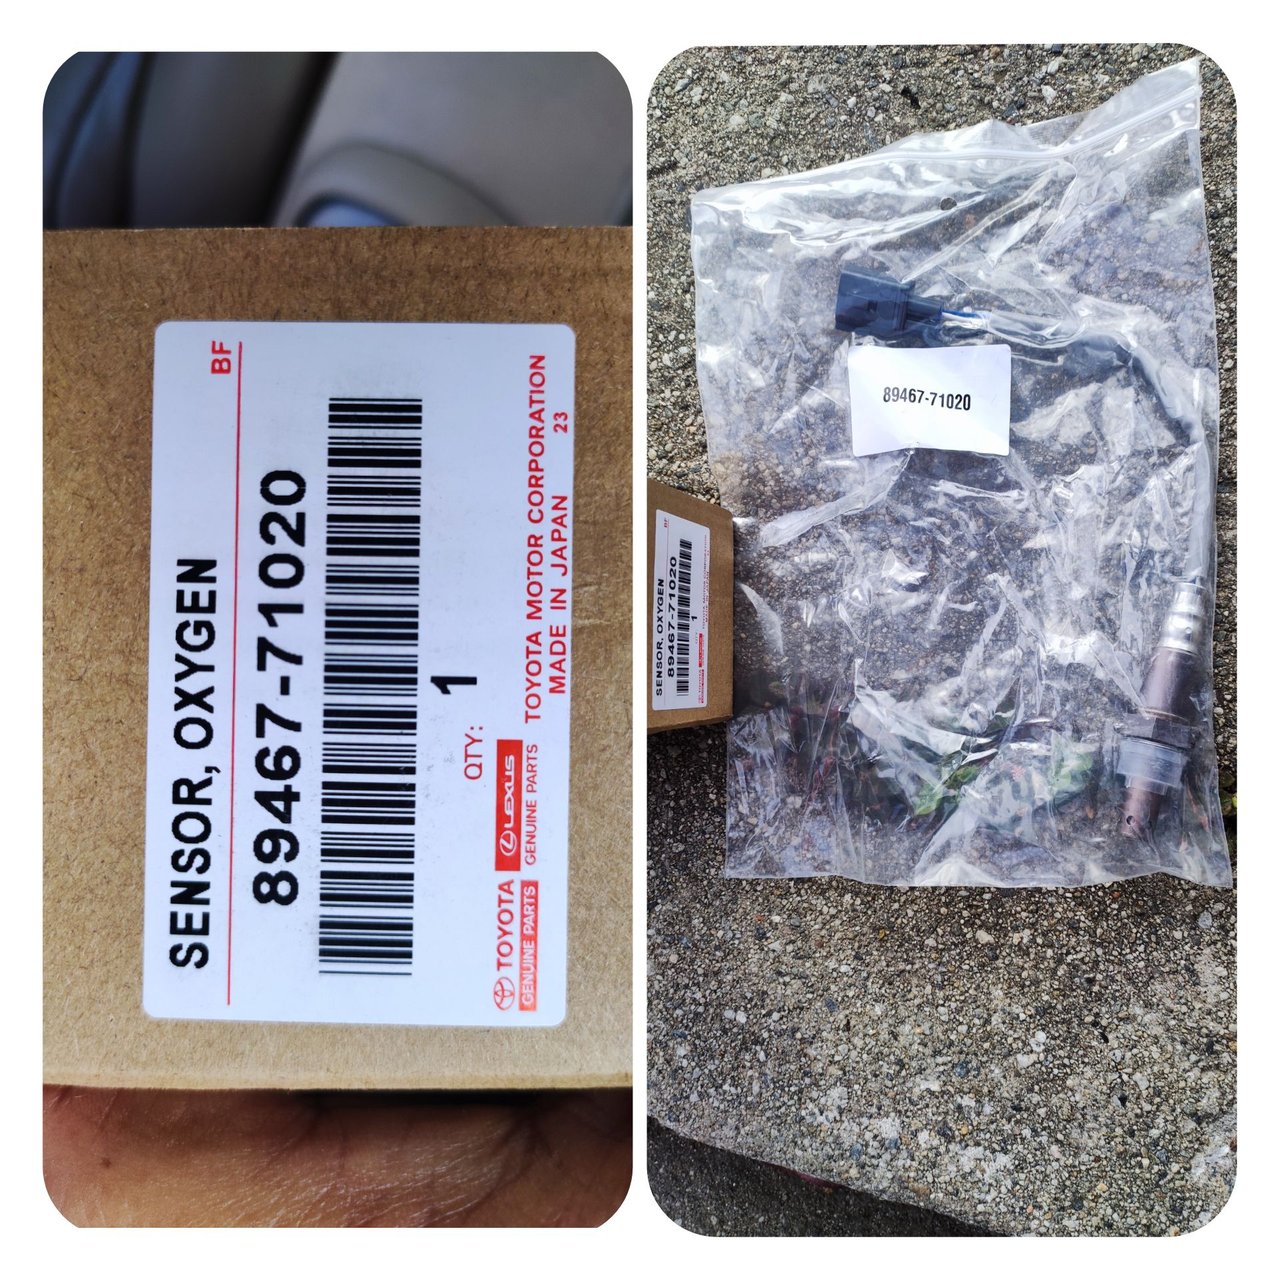 SENSOR, OXYGEN
BF
89467-71020
1
QTY:
TOYOTA
GENUINE PARTS
LEXUS
GENUINE PARTS
TOYOTA MOTOR CORPORATION
MADE IN JAPAN
23
89467-71020
SENSOR, OXYGEN
BF
89467-71020
1